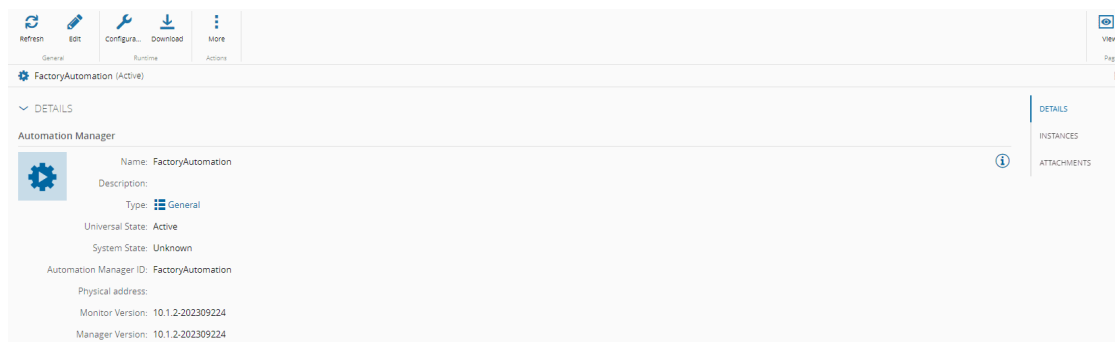 Refresh Edit Configura... Download More View
General Runtime Actions Pag
FactoryAutomation (Active)
DETAILS
DETAILS
INSTANCES
ATTACHMENTS
Automation Manager
Name: FactoryAutomation
Description:
Type: General
Universal State: Active
System State: Unknown
Automation Manager ID: FactoryAutomation
Physical address:
Monitor Version: 10.1.2-202309224
Manager Version: 10.1.2-202309224